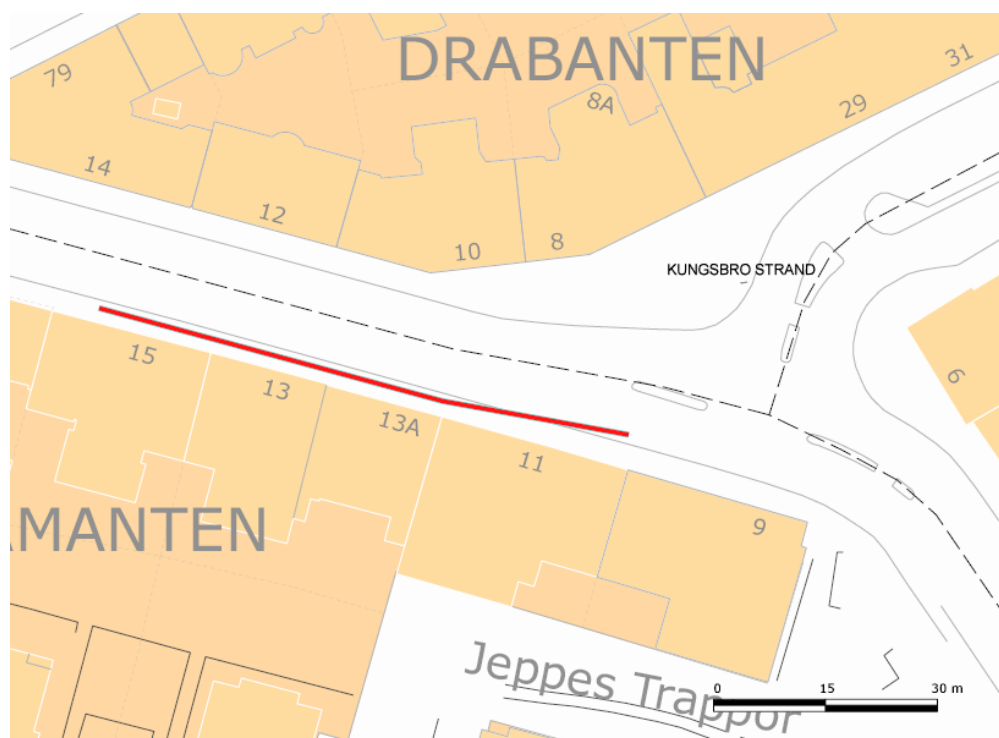 DRABANTEN
79
31
8A
29
14
12
10
8
KUNGSBRO STRAND
15
13
13A
6
11
9
AMANTEN
Jeppes Trappor
0 15 30 m